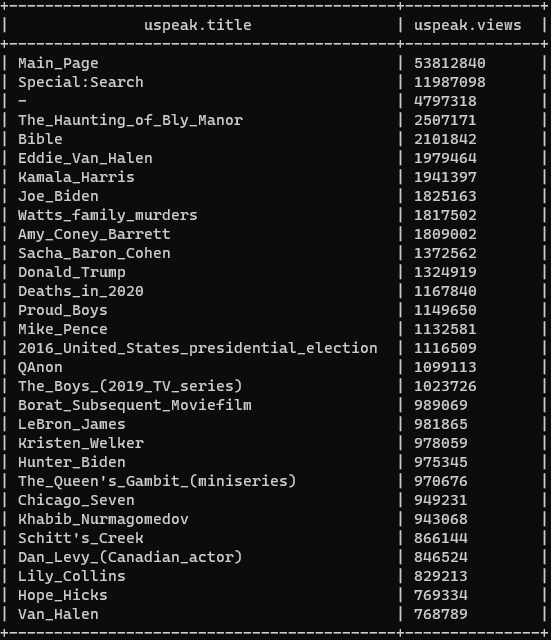 uspeak.title | uspeak.views
Main_Page | 53812840
Special:Search | 11987098
- | 4797318
The_Haunting_of_Bly_Manor | 2507171
Bible | 2101842
Eddie_Van_Halen | 1979464
Kamala_Harris | 1941397
Joe_Biden | 1825163
Watts_family_murders | 1817502
Amy_Coney_Barrett | 1809002
Sacha_Baron_Cohen | 1372562
Donald_Trump | 1324919
Deaths_in_2020 | 1167840
Proud_Boys | 1149650
Mike_Pence | 1132581
2016_United_States_presidential_election | 1116509
QAnon | 1099113
The_Boys_(2019_TV_series) | 1023726
Borat_Subsequent_Moviefilm | 989069
LeBron_James | 981865
Kristen_Welker | 978059
Hunter_Biden | 975345
The_Queen's_Gambit_(miniseries) | 970676
Chicago_Seven | 949231
Khabib_Nurmagomedov | 943068
Schitt's_Creek | 866144
Dan_Levy_(Canadian_actor) | 846524
Lily_Collins | 829213
Hope_Hicks | 769334
Van_Halen | 768789